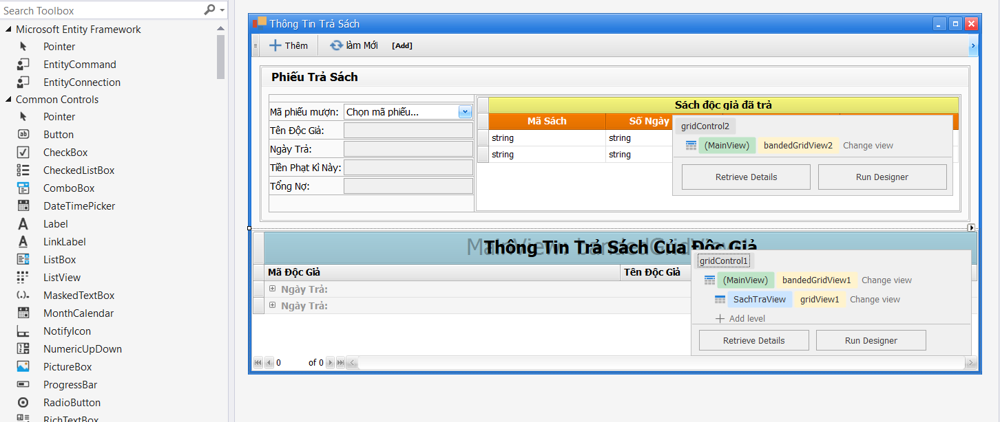 Search Toolbox
Microsoft Entity Framework
Pointer
EntityCommand
EntityConnection
Common Controls
Pointer
Button
CheckBox
CheckedListBox
ComboBox
DateTimePicker
Label
LinkLabel
ListBox
ListView
MaskedTextBox
MonthCalendar
NotifyIcon
NumericUpDown
PictureBox
ProgressBar
RadioButton
RichTextBox
Thông Tin Trả Sách
Thêm làm Mới [Add]
Phiếu Trả Sách
Mã phiếu mượn: Chọn mã phiếu...
Tên Độc Giả:
Ngày Trả:
Tiền Phạt Kì Này:
Tổng Nợ:
Sách độc giả đã trả
Mã Sách Số Ngày
string string
string string
gridControl2
(MainView) bandedGridView2 Change view
Retrieve Details Run Designer
MainView: bandedGridView1
Thông Tin Trả Sách Của Độc Giả
Mã Độc Giả Tên Độc Giả
Ngày Trả:
Ngày Trả:
gridControl1
(MainView) bandedGridView1 Change view
SachTraView gridView1 Change view
Add level
Retrieve Details Run Designer
0 of 0